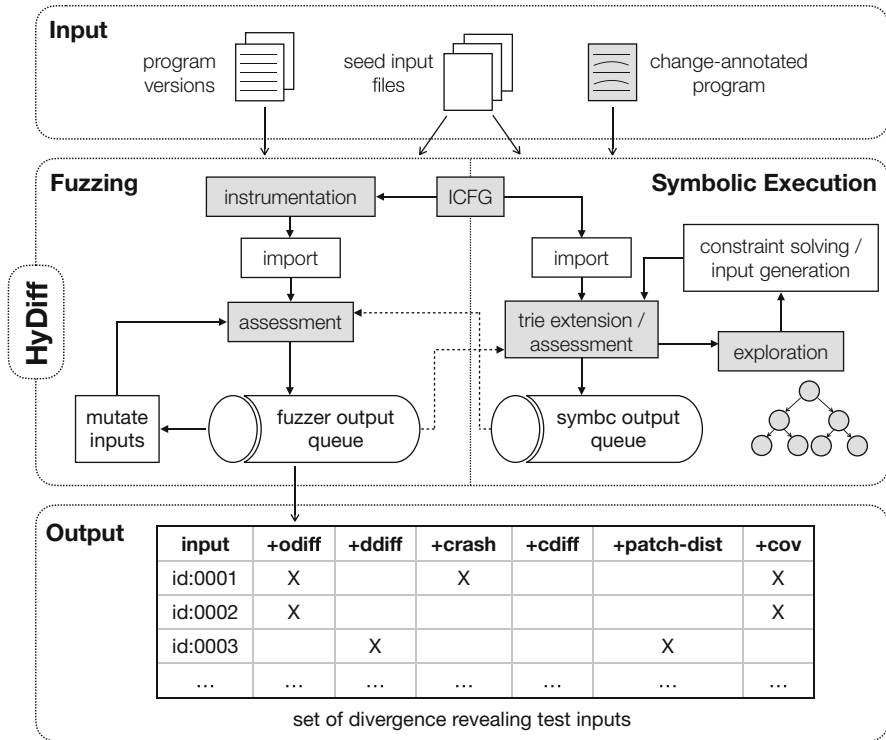 Input
program
versions
seed input
files
change-annotated
program
HyDiff
Fuzzing
Symbolic Execution
instrumentation
ICFG
import
import
constraint solving /
input generation
assessment
trie extension /
assessment
exploration
mutate
inputs
fuzzer output
queue
symbc output
queue
Output
input +odiff +ddiff +crash +cdiff +patch-dist +cov
id:0001 X X X
id:0002 X X
id:0003 X X
... ... ... ... ... ... ...
set of divergence revealing test inputs